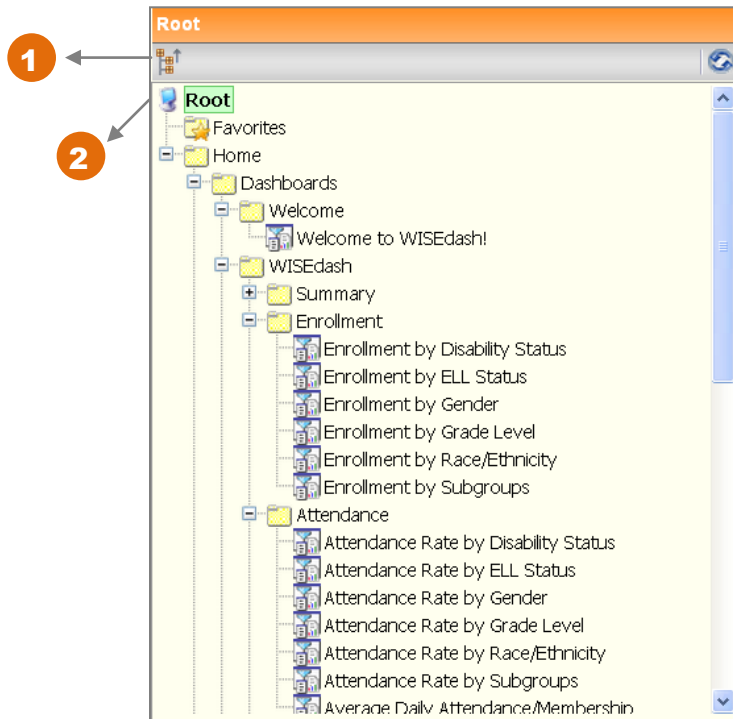 Root
1
Root
2
Favorites
Home
Dashboards
Welcome
Welcome to WISEdash!
WISEdash
Summary
Enrollment
Enrollment by Disability Status
Enrollment by ELL Status
Enrollment by Gender
Enrollment by Grade Level
Enrollment by Race/Ethnicity
Enrollment by Subgroups
Attendance
Attendance Rate by Disability Status
Attendance Rate by ELL Status
Attendance Rate by Gender
Attendance Rate by Grade Level
Attendance Rate by Race/Ethnicity
Attendance Rate by Subgroups
Average Daily Attendance/Membership